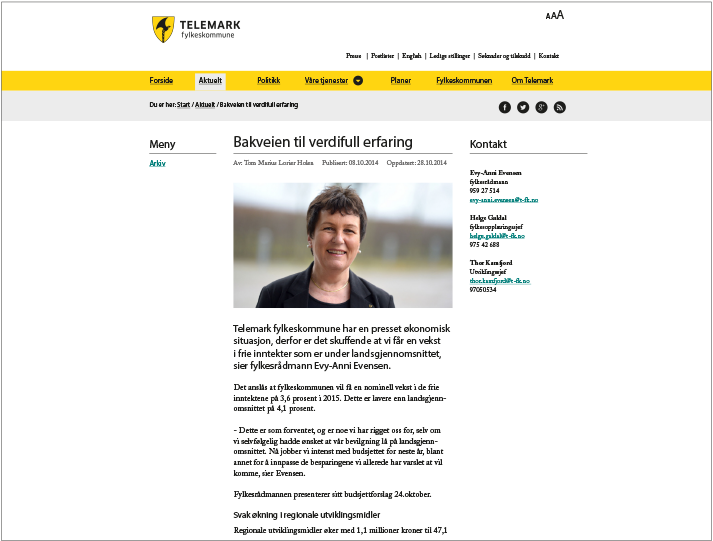 AAA
TELEMARK
fylkeskommune
Presse | Postlister | English | Ledige stillinger | Søknader og tilskudd | Kontakt
Forside Aktuelt Politikk Våre tjenester Planer Fylkeskommunen Om Telemark
Du er her: Start / Aktuelt / Bakveien til verdifull erfaring
Meny
Arkiv
Bakveien til verdifull erfaring
Av: Tom Marius Publisert: 08.10.2014 Oppdatert: 28.10.2014
Telemark fylkeskommune har en presset økonomisk
situasjon, derfor er det skuffende at vi får en vekst
i frie inntekter som er under landsgjennomsnittet,
sier fylkesrådmann Evy-Anni Evensen.
Det anslås at fylkeskommunen vil få en nominell vekst i de frie
inntektene på 3,6 prosent i 2015. Dette er lavere enn landsgjenn-
omsnittet på 4,1 prosent.
- Dette er som forventet, og er noe vi har rigget oss for, selv om
vi selvfølgelig hadde ønsket at vår bevilgning lå på landsgjenn-
omsnittet. Nå jobber vi intenst med budsjettet for neste år, blant
annet for å innpasse de besparingene vi allerede har varslet at vil
komme, sier Evensen.
Fylkesrådmannen presenterer sitt budsjettforslag 24.oktober.
Svak økning i regionale utviklingsmidler
Regionale utviklingsmidler øker med 1,1 millioner kroner til 47,1
Kontakt
Evy-Anni Evensen
fylkesrådmann
959 27 514
evy-anni.evensen@t-fk.no
Helge Galdal
fylkesopplæringssjef
helge.galdal@t-fk.no
975 42 688
Thor Kamfjord
Utviklingssjef
thor.kamfjord@t-fk.no
97050534